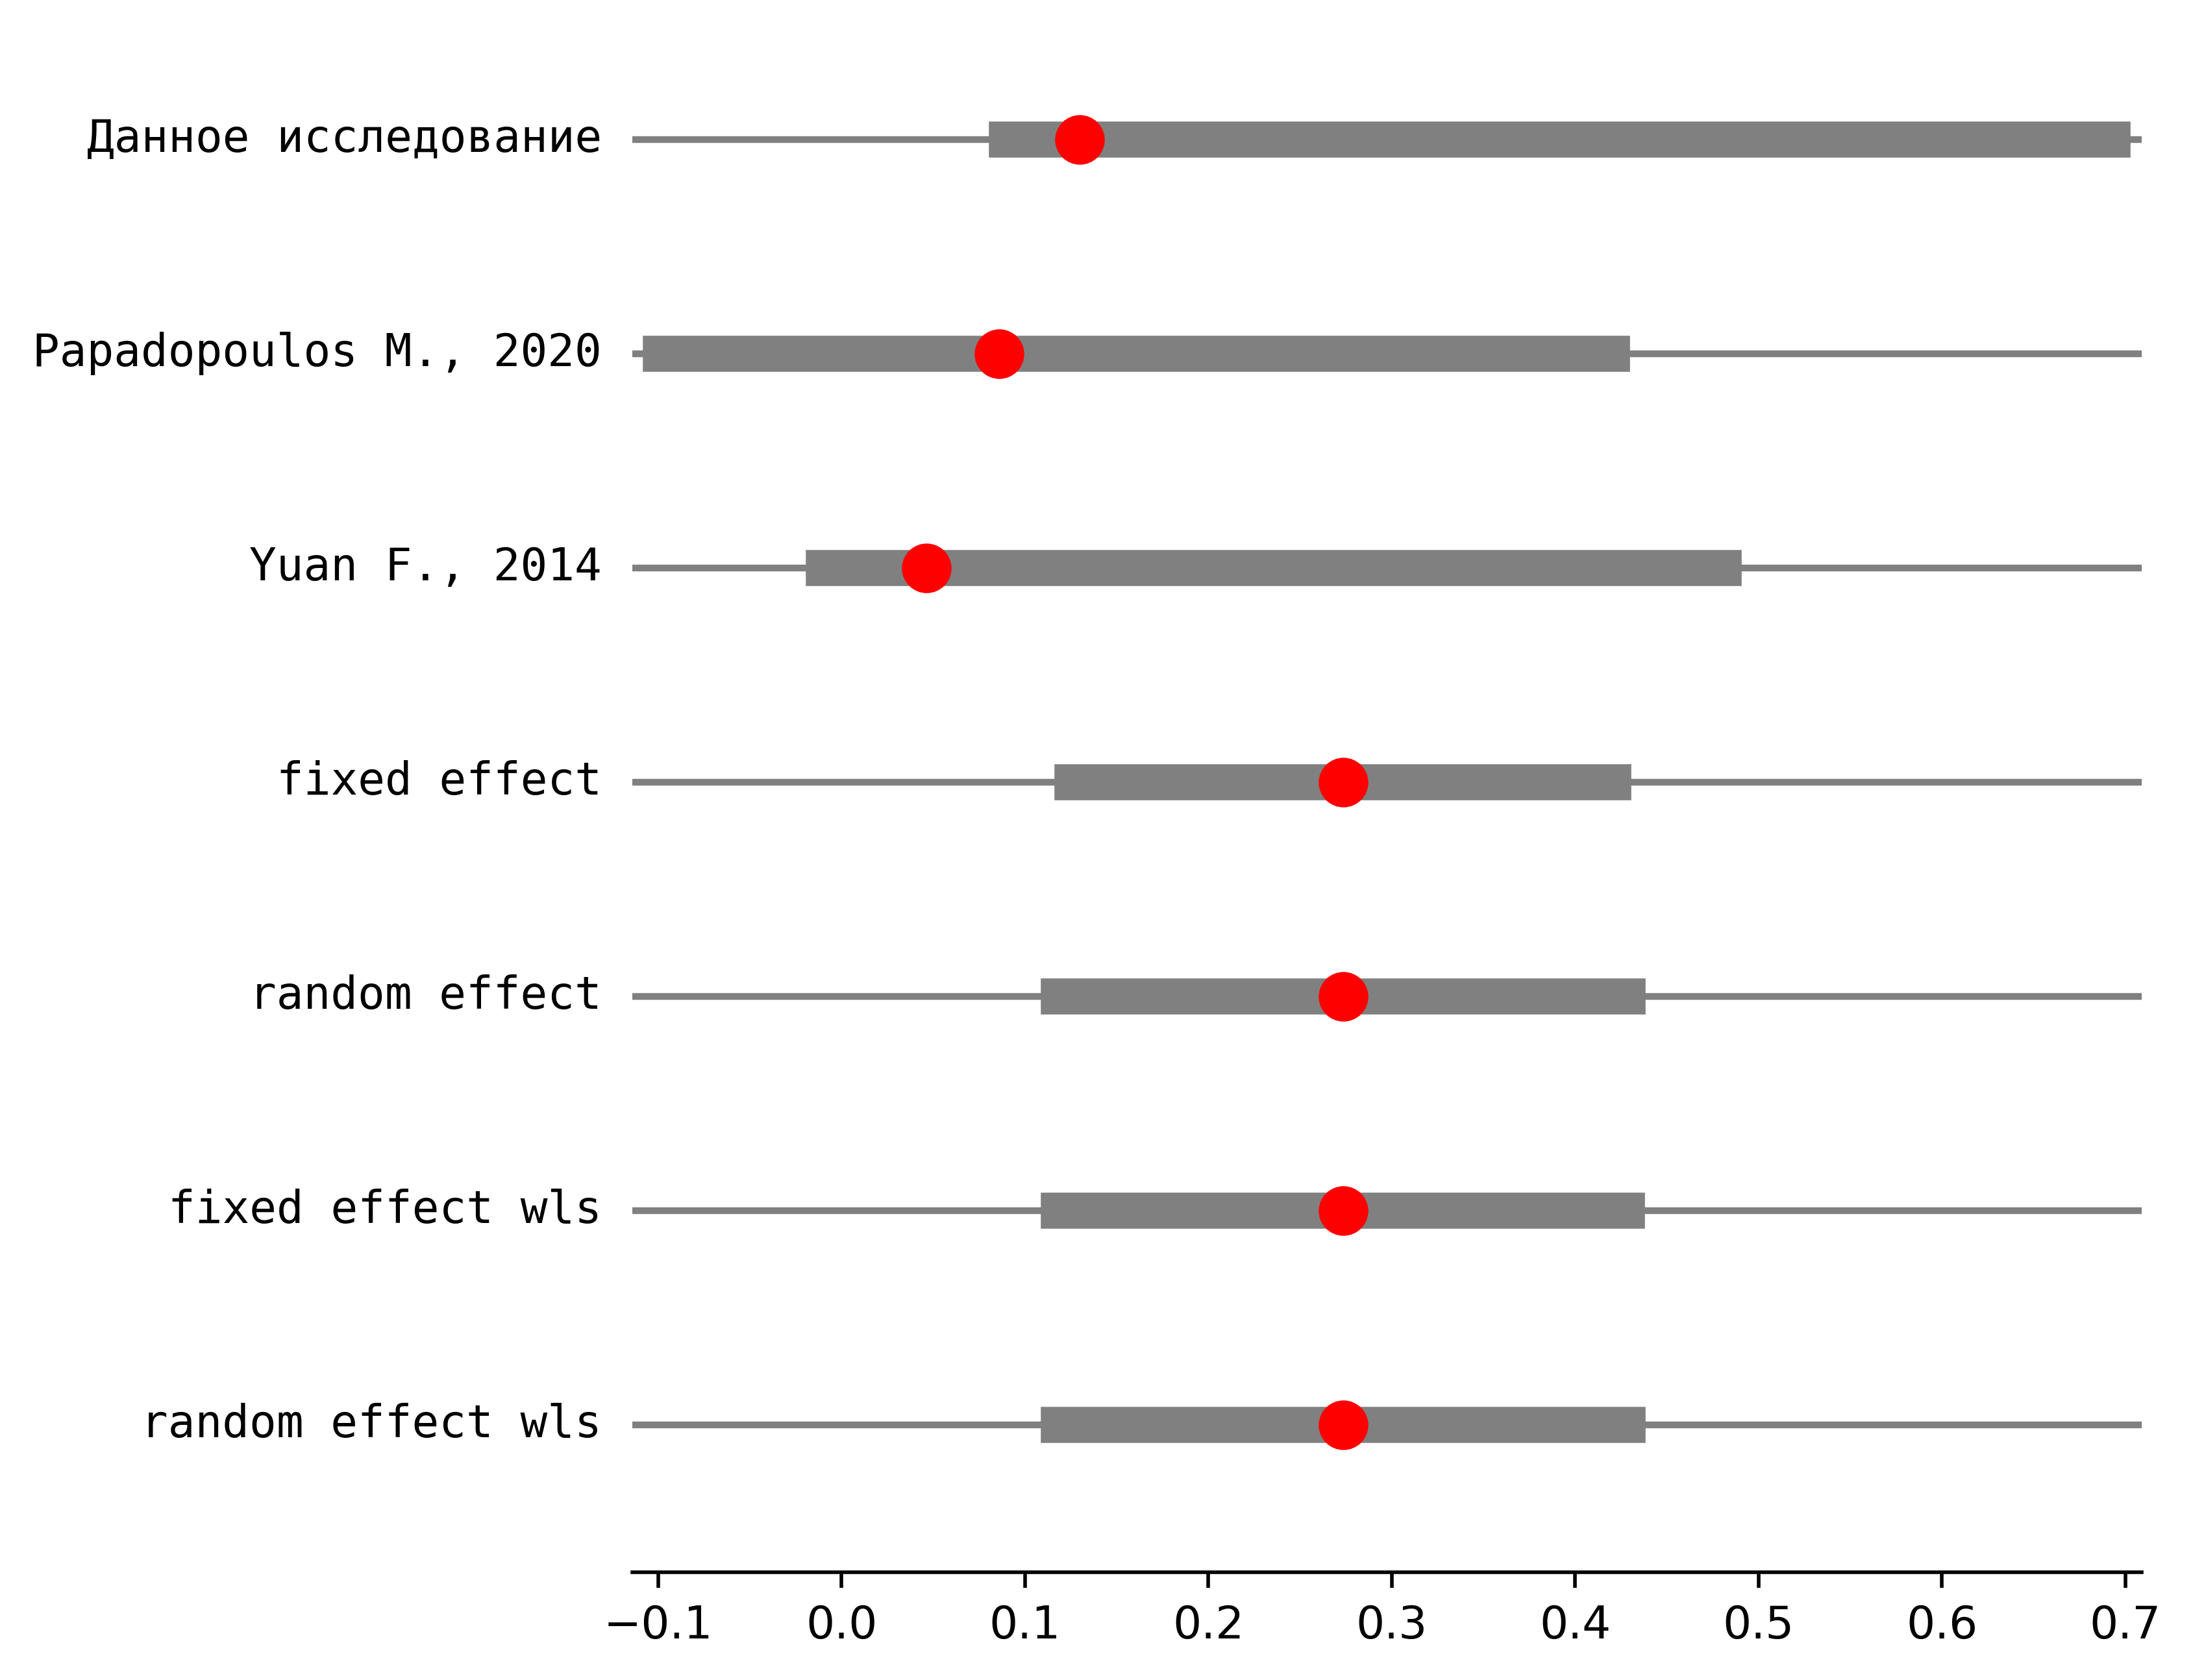 Данное исследование
Papadopoulos M., 2020
Yuan F., 2014
fixed effect
random effect
fixed effect wls
random effect wls
−0.1 0.0 0.1 0.2 0.3 0.4 0.5 0.6 0.7